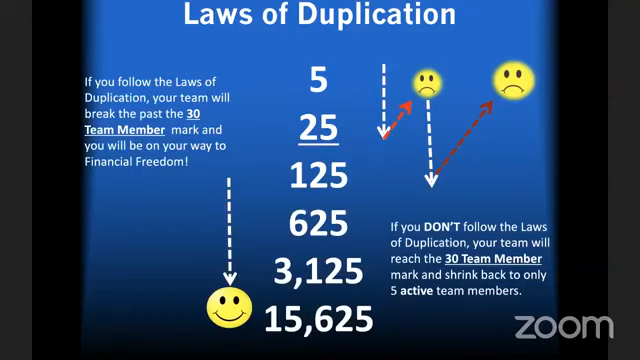 Laws of Duplication
If you follow the Laws of
Duplication, your team will
break the past the 30
Team Member mark and
you will be on your way to
Financial Freedom!
5
25
125
625
3,125
15,625
If you DON'T follow the Laws
of Duplication, your team will
reach the 30 Team Member
mark and shrink back to only
5 active team members.
zoom